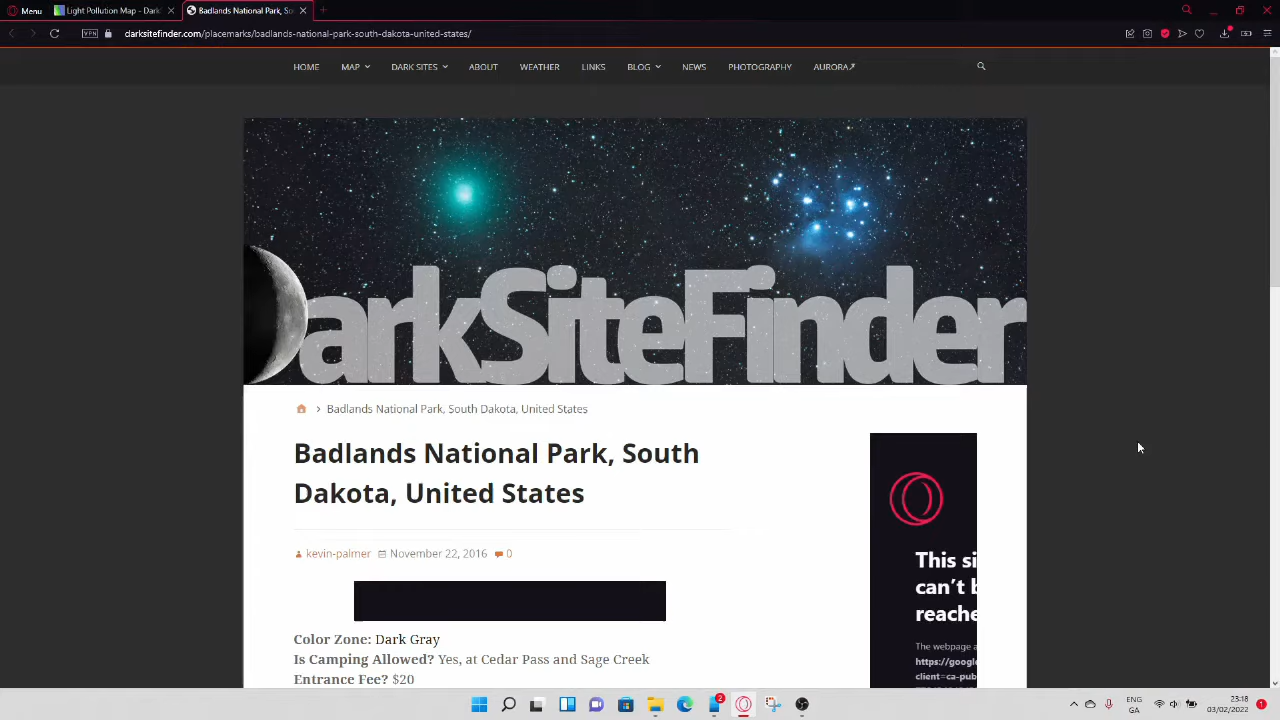 Menu
Light Pollution Map - Dark
Badlands National Park, So
VPN
darksitefinder.com/placemarks/badlands-national-park-south-dakota-united-states/
HOME MAP DARK SITES ABOUT WEATHER LINKS BLOG NEWS PHOTOGRAPHY AURORA
arkSiteFinder
Badlands National Park, South Dakota, United States
Badlands National Park, South
Dakota, United States
kevin-palmer November 22, 2016 0
Color Zone: Dark Gray
Is Camping Allowed? Yes, at Cedar Pass and Sage Creek
Entrance Fee? $20
This si
can't b
reache
The webpage a
https://googl
client=ca-pub
2
ENG
GA
23:18
03/02/2022
1